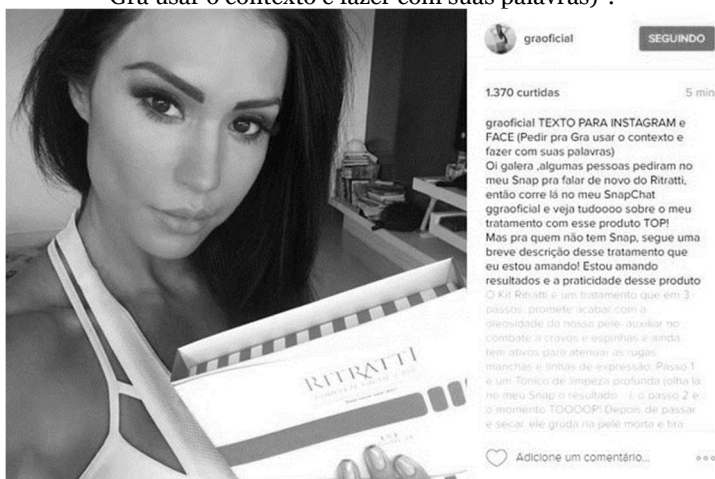 Gra usar o contexto e fazer com suas palavras)".
graoficial
SEGUINDO
1.370 curtidas
5 min
graoficial TEXTO PARA INSTAGRAM e
FACE (Pedir pra Gra usar o contexto e
fazer com suas palavras)
Oi galera ,algumas pessoas pediram no
meu Snap pra falar de novo do Ritratti,
então corre lá no meu SnapChat
ggraoficial e veja tudoooo sobre o meu
tratamento com esse produto TOP!
Mas pra quem não tem Snap, segue uma
breve descrição desse tratamento que
eu estou amando! Estou amando
resultados e a praticidade desse produto
O Kit Ritratti é um tratamento que em 3
passos, promete acabar com a
oleosidade da nossa pele, auxiliar no
combate a cravos e espinhas e ainda
tem ativos para atenuar as rugas,
manchas e linhas de expressão. Passo 1
é um Tônico de limpeza profunda (olha lá
no meu Snap o resultado
), o passo 2 é
o momento TOOOOP! Depois de passar
e secar, ele gruda na pele morta e tira
Adicione um comentário...
RITRATTI